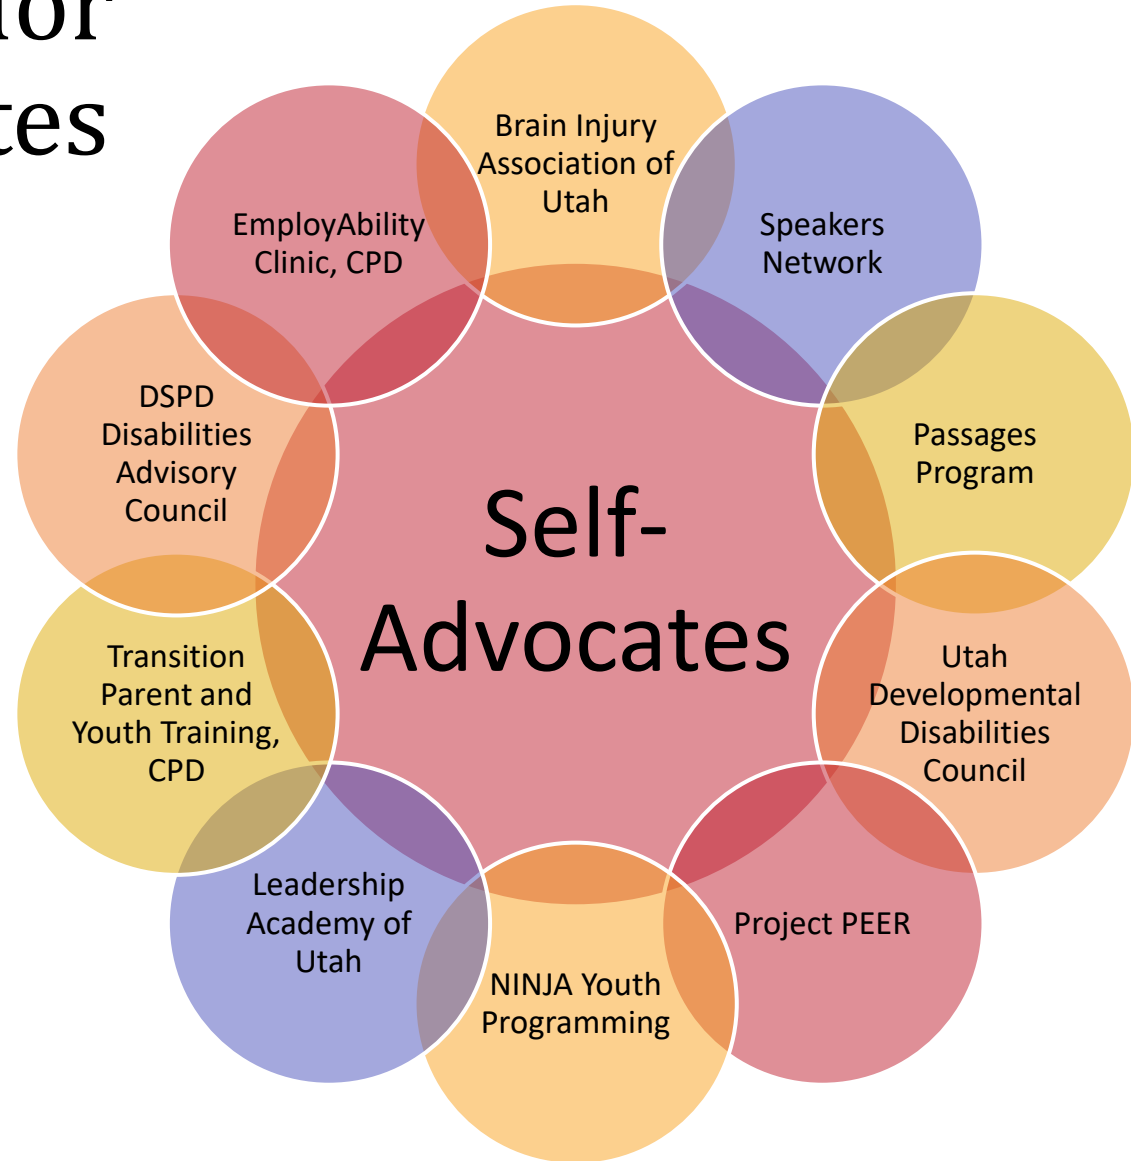 for
Brain Injury
Association of
Utah
Speakers
Network
Passages
Program
Utah
Developmental
Disabilities
Council
Project PEER
NINJA Youth
Programming
Leadership
Academy of
Utah
Transition
Parent and
Youth Training,
CPD
DSPD
Disabilities
Advisory
Council
EmployAbility
Clinic, CPD
Self-
Advocates